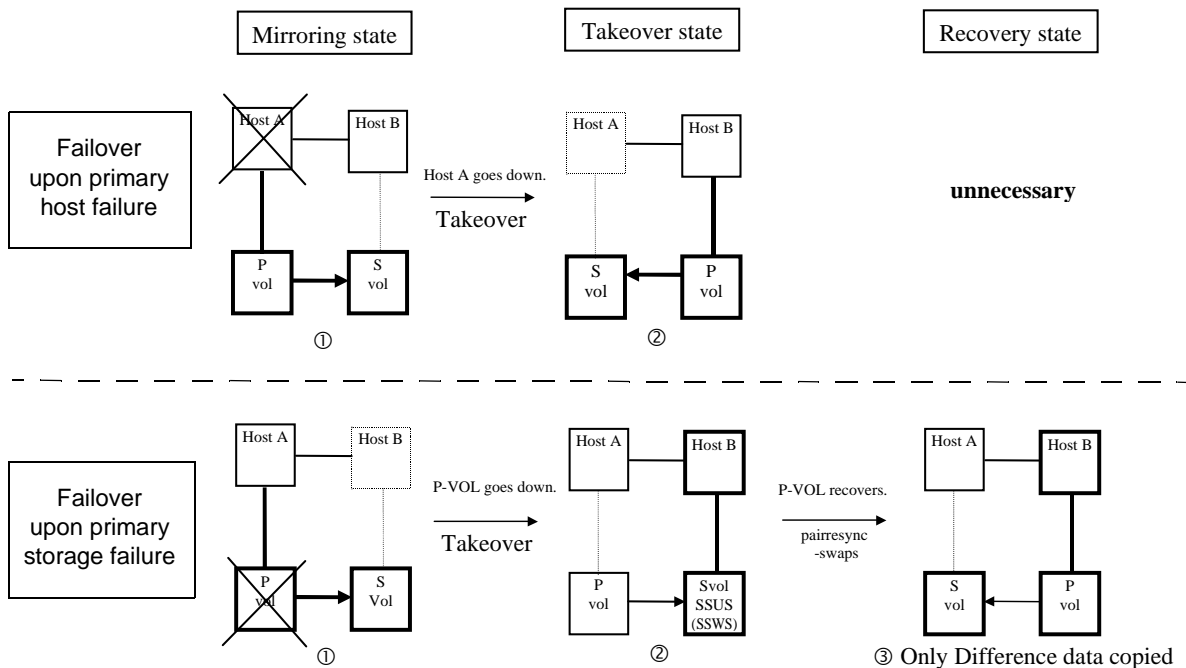 Mirroring state
Takeover state
Recovery state
Failover
upon primary
host failure
Host A
Host B
P
vol
S
vol
①
Host A goes down.
Takeover
Host A
Host B
S
vol
P
vol
②
unnecessary
Failover
upon primary
storage failure
Host A
Host B
P
vol
S
Vol
①
P-VOL goes down.
Takeover
Host A
Host B
P
vol
Svol
SSUS
(SSWS)
②
P-VOL recovers.
pairresync
-swaps
Host A
Host B
S
vol
P
vol
③ Only Difference data copied